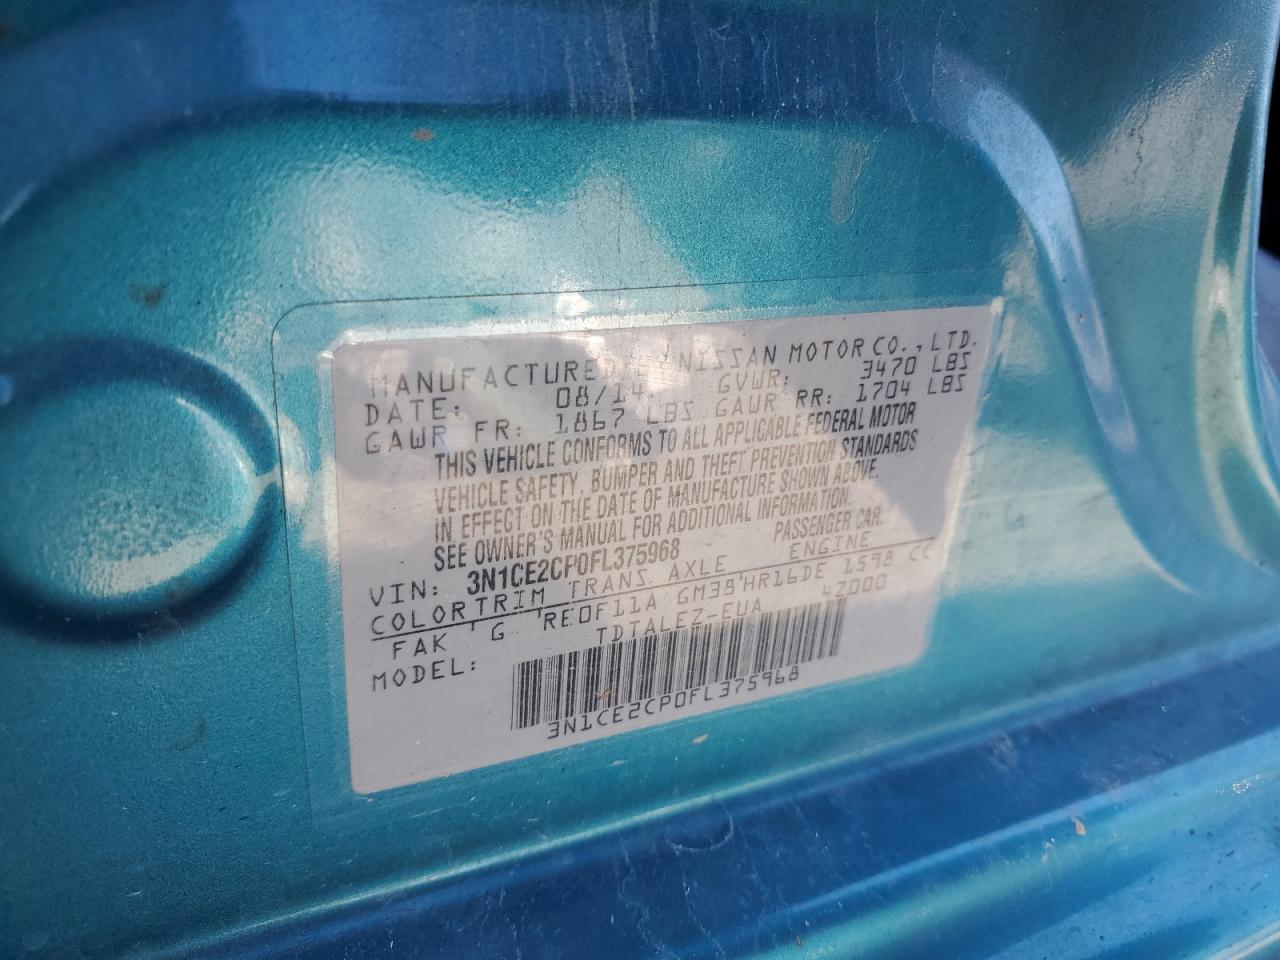 MANUFACTURED BY NISSAN MOTOR CO., LTD.
DATE: 08/14 GVWR: 3470 LBS
GAWR FR: 1867 LBS GAWR RR: 1704 LBS
THIS VEHICLE CONFORMS TO ALL APPLICABLE FEDERAL MOTOR
VEHICLE SAFETY, BUMPER AND THEFT PREVENTION STANDARDS
IN EFFECT ON THE DATE OF MANUFACTURE SHOWN ABOVE.
SEE OWNER'S MANUAL FOR ADDITIONAL INFORMATION.
VIN: 3N1CE2CP0FL375968 PASSENGER CAR.
COLOR TRIM TRANS. AXLE ENGINE
FAK G RE0F11A GM38 HR16DE 1598 CC
MODEL: TDTALEZ-EUA 4Z000
3N1CE2CP0FL375968